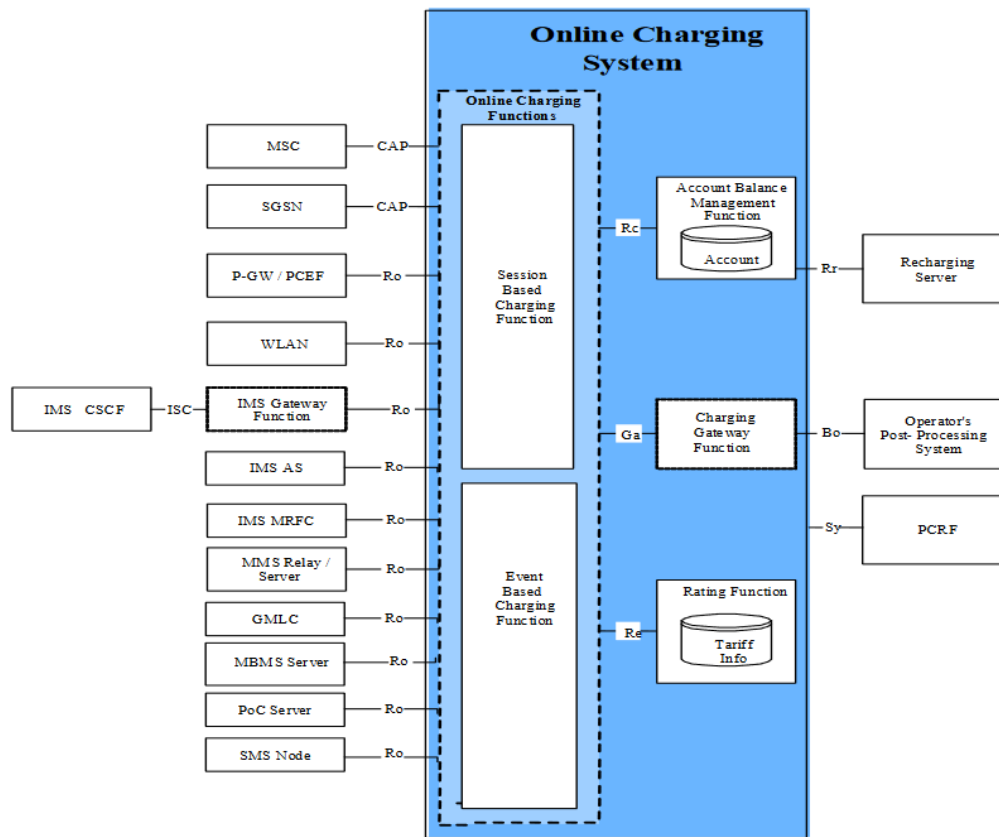 Online Charging
System
Online Charging
Functions
MSC
CAP
SGSN
CAP
P-GW / PCEF
Ro
WLAN
Ro
IMS CSCF
ISC
IMS Gateway
Function
Ro
IMS AS
Ro
IMS MRFC
Ro
MMS Relay /
Server
Ro
GMLC
Ro
MBMS Server
Ro
PoC Server
Ro
SMS Node
Ro
Session
Based
Charging
Function
Event
Based
Charging
Function
Rc
Account Balance
Management
Function
Account
Rr
Recharging
Server
Ga
Charging
Gateway
Function
Bo
Operator's
Post- Processing
System
Sy
PCRF
Re
Rating Function
Tariff
Info